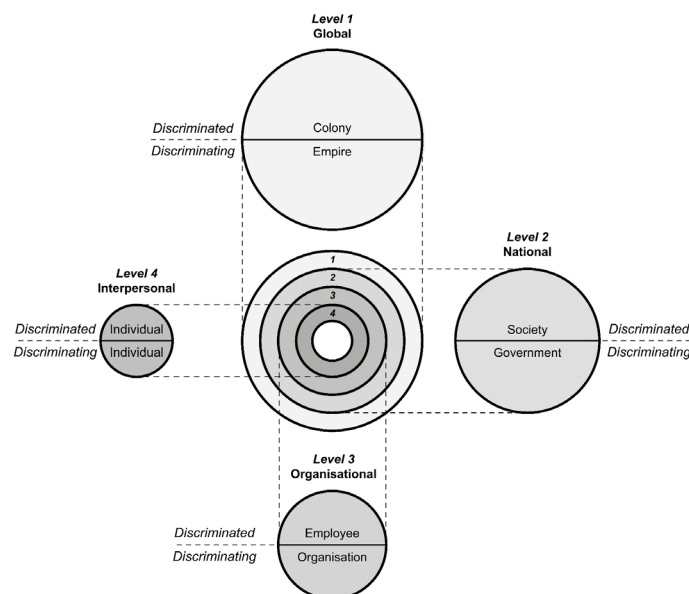 Level 1
Global
Discriminated
Discriminating
Colony
Empire
Level 2
National
Level 4
Interpersonal
1
2
3
4
Discriminated
Discriminating
Individual
Individual
Society
Government
Discriminated
Discriminating
Level 3
Organisational
Discriminated
Discriminating
Employee
Organisation